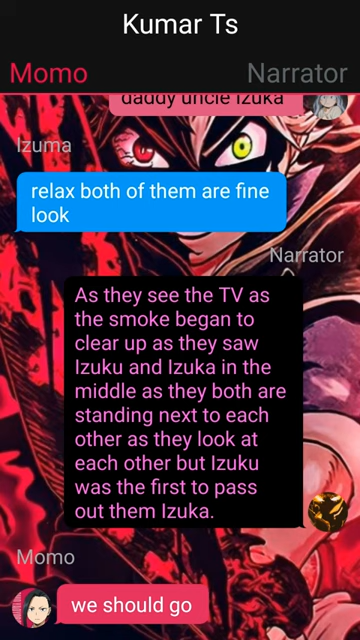 Kumar Ts
Momo
Narrator
daddy uncle Izuka
Izuma
relax both of them are fine
look
Narrator
As they see the TV as
the smoke began to
clear up as they saw
Izuku and Izuka in the
middle as they both are
standing next to each
other as they look at
each other but Izuku
was the first to pass
out them Izuka.
Momo
we should go